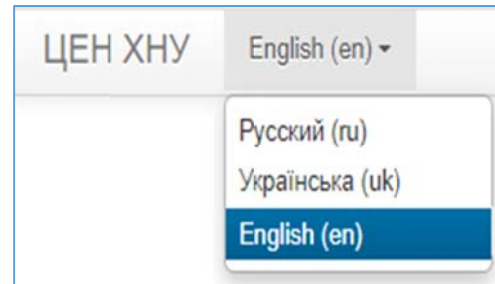 ЦЕН ХНУ English (en)
Русский (ru)
Українська (uk)
English (en)